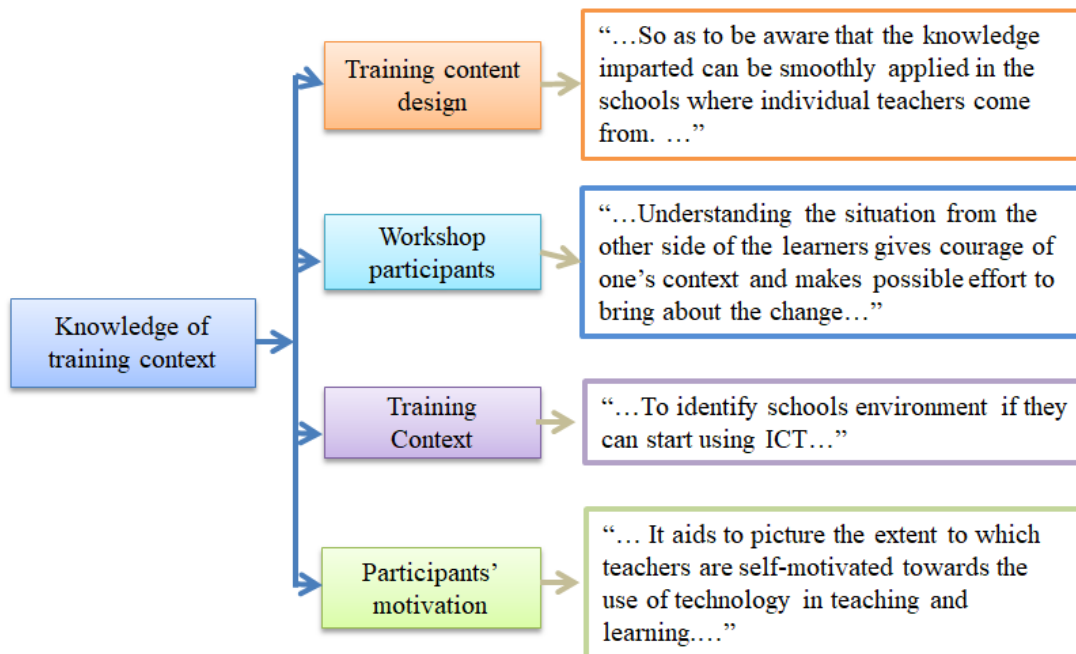 Knowledge of
training context
Training content
design
“…So as to be aware that the knowledge
imparted can be smoothly applied in the
schools where individual teachers come
from. …”
Workshop
participants
“…Understanding the situation from the
other side of the learners gives courage of
one’s context and makes possible effort to
bring about the change…”
Training
Context
“…To identify schools environment if they
can start using ICT…”
Participants’
motivation
“… It aids to picture the extent to which
teachers are self-motivated towards the
use of technology in teaching and
learning.…”